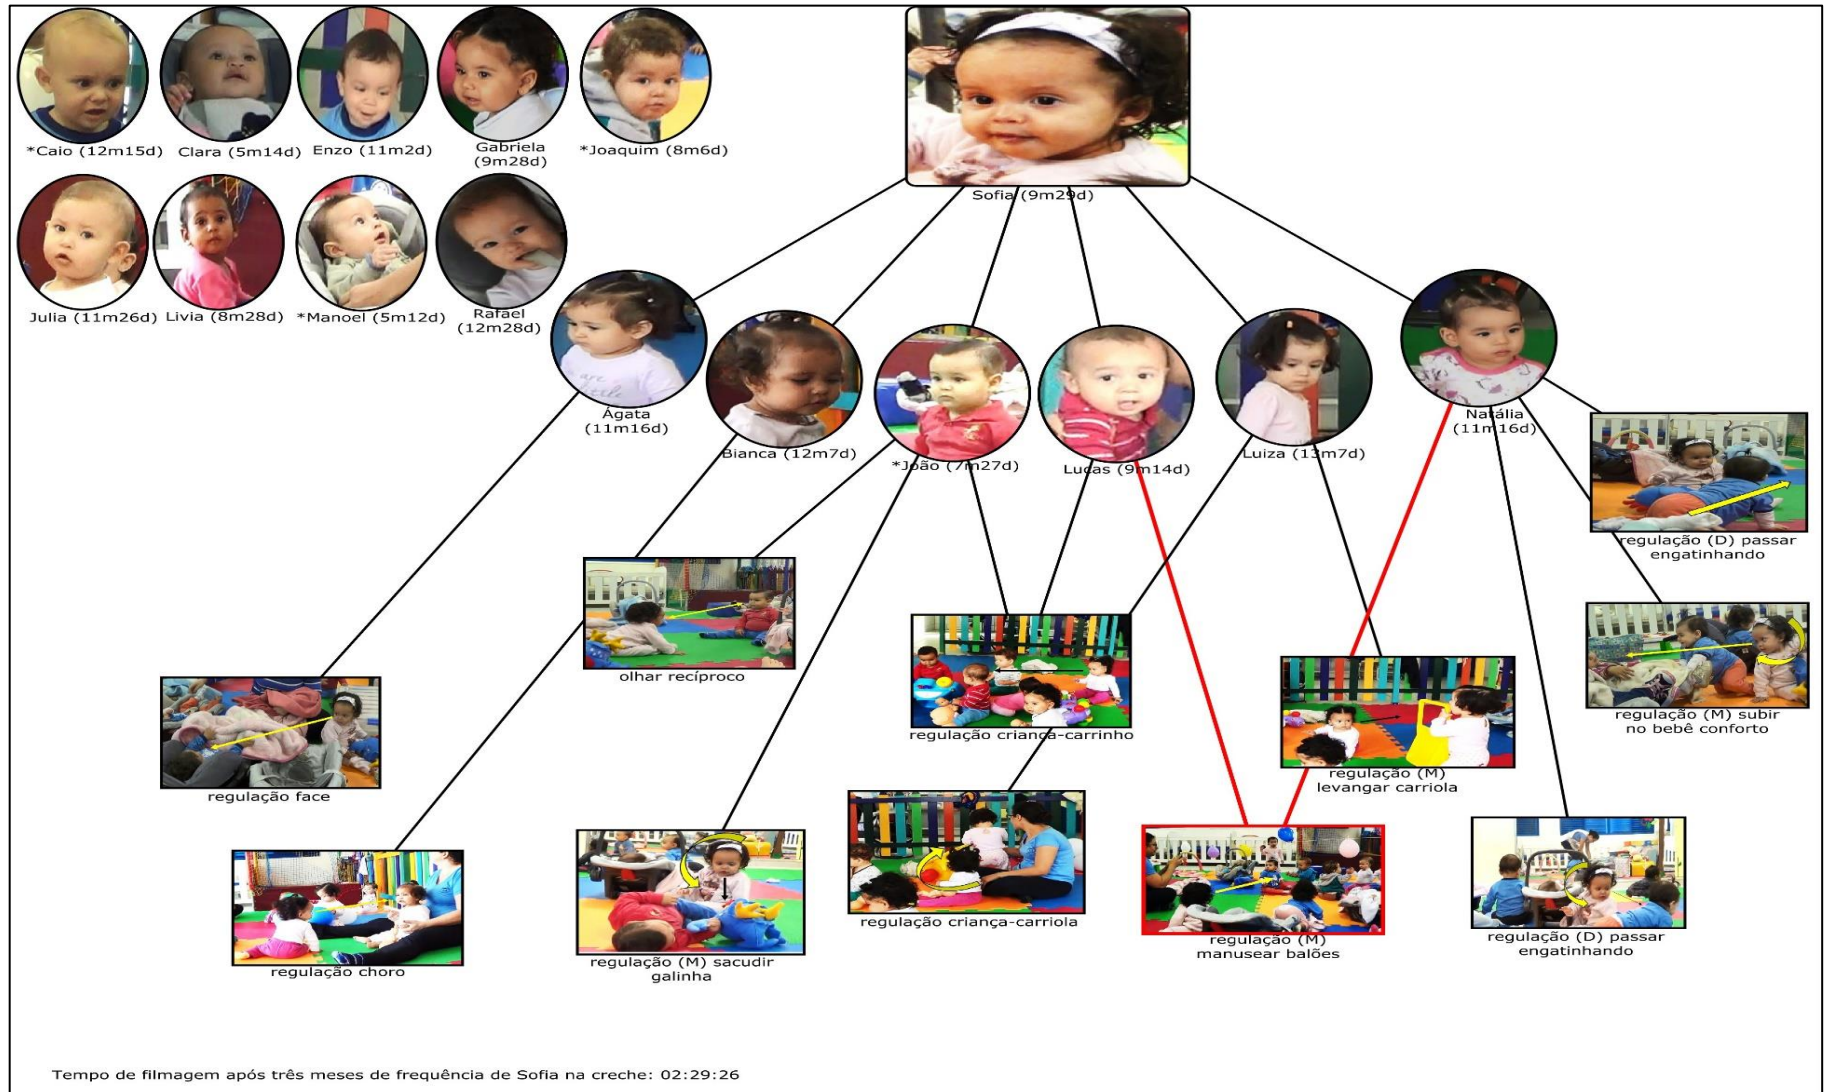 *Caio (12m15d)
Clara (5m14d)
Enzo (11m2d)
Gabriela
(9m28d)
*Joaquim (8m6d)
Julia (11m26d)
Livia (8m28d)
*Manoel (5m12d)
Rafael
(12m28d)
Sofia (9m29d)
Ágata
(11m16d)
Bianca (12m7d)
*João (7m27d)
Lucas (9m14d)
Luiza (13m7d)
Natália
(11m16d)
regulação (D) passar
engatinhando
olhar recíproco
regulação criança-carrinho
regulação (M) subir
no bebê conforto
regulação face
regulação (M)
levangar carriola
regulação choro
regulação (M) sacudir
galinha
regulação criança-carriola
regulação (M)
manusear balões
regulação (D) passar
engatinhando
Tempo de filmagem após três meses de frequência de Sofia na creche: 02:29:26